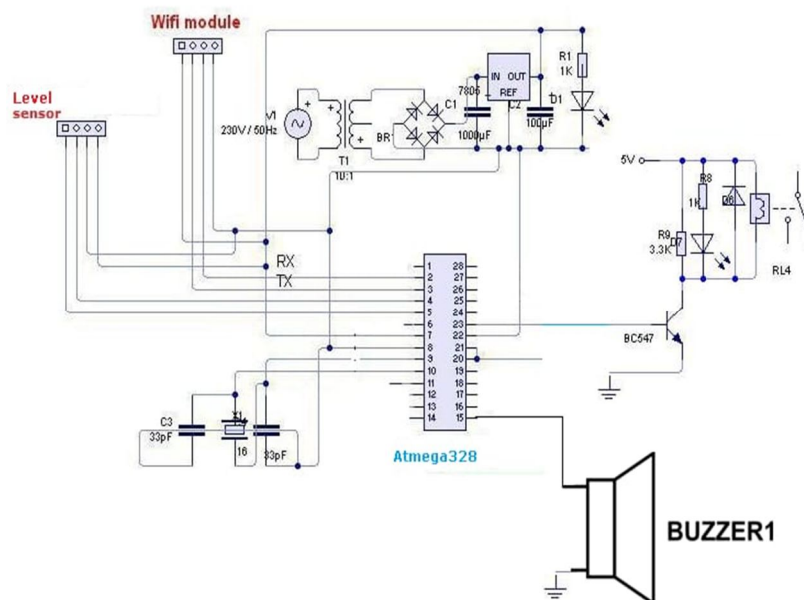 Wifi module
Level
sensor
V1
230V / 50Hz
T1
10:1
BR
C1
1000µF
7805
IN OUT
REF
C2
100µF
D1
R1
1K
5V
R8
1K
R9
3.3K
D7
D6
RL4
BC547
RX
TX
1 28
2 27
3 26
4 25
5 24
6 23
7 22
8 21
9 20
10 19
11 18
12 17
13 16
14 15
C3
33pF
X1
16
33pF
Atmega328
BUZZER1